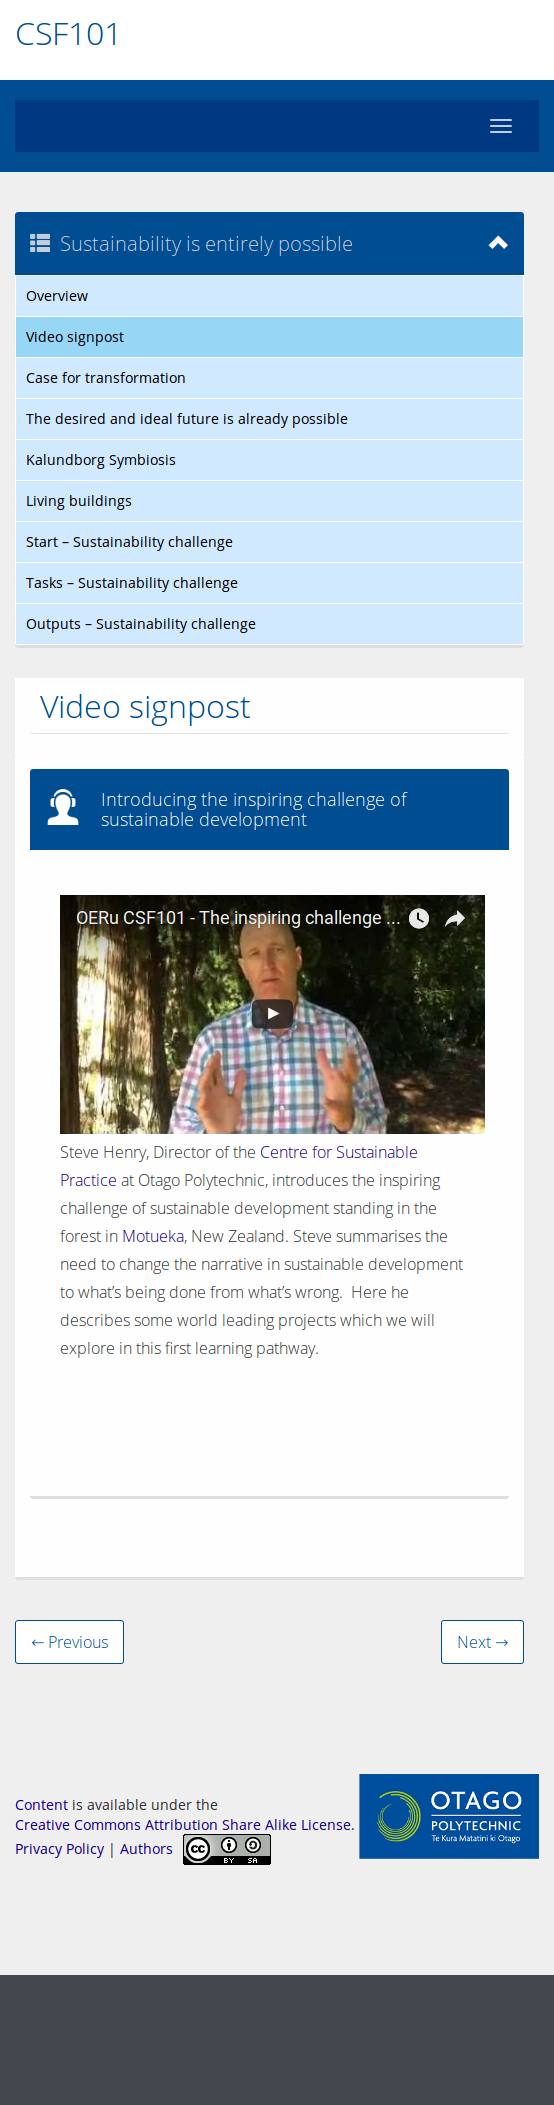 CSF101
Sustainability is entirely possible
Overview
Video signpost
Case for transformation
The desired and ideal future is already possible
Kalundborg Symbiosis
Living buildings
Start – Sustainability challenge
Tasks – Sustainability challenge
Outputs – Sustainability challenge
Video signpost
Introducing the inspiring challenge of
sustainable development
OERu CSF101 - The inspiring challenge ...
Steve Henry, Director of the Centre for Sustainable
Practice at Otago Polytechnic, introduces the inspiring
challenge of sustainable development standing in the
forest in Motueka, New Zealand. Steve summarises the
need to change the narrative in sustainable development
to what’s being done from what’s wrong.  Here he
describes some world leading projects which we will
explore in this first learning pathway.
← Previous
Next →
Content is available under the
Creative Commons Attribution Share Alike License.
Privacy Policy | Authors
cc BY SA
OTAGO
POLYTECHNIC
Te Kura Matatini ki Otago